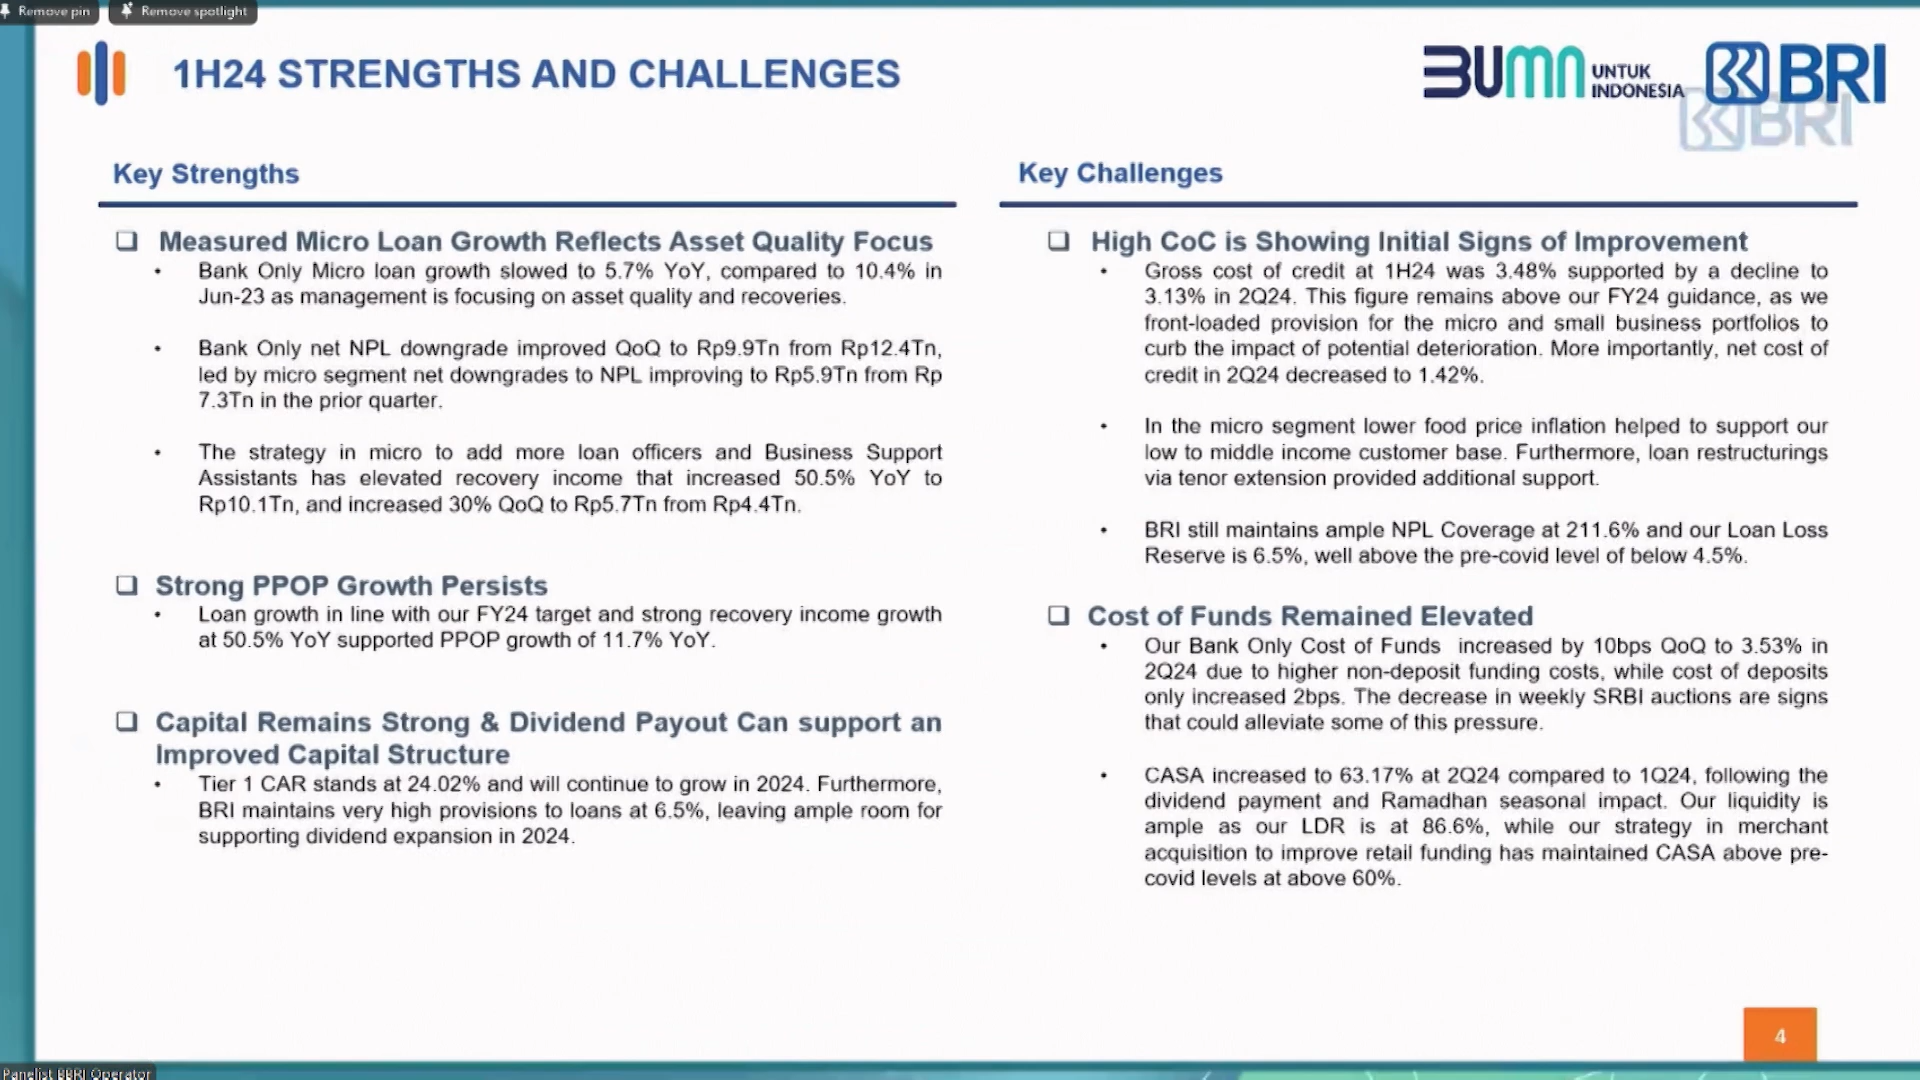 Remove pin
Remove spotlight
1H24 STRENGTHS AND CHALLENGES
BUMN
UNTUK
INDONESIA
BRI
BRI
Key Strengths
❑ Measured Micro Loan Growth Reflects Asset Quality Focus
• Bank Only Micro loan growth slowed to 5.7% YoY, compared to 10.4% in
Jun-23 as management is focusing on asset quality and recoveries.
• Bank Only net NPL downgrade improved QoQ to Rp9.9Tn from Rp12.4Tn,
led by micro segment net downgrades to NPL improving to Rp5.9Tn from Rp
7.3Tn in the prior quarter.
• The strategy in micro to add more loan officers and Business Support
Assistants has elevated recovery income that increased 50.5% YoY to
Rp10.1Tn, and increased 30% QoQ to Rp5.7Tn from Rp4.4Tn.
❑ Strong PPOP Growth Persists
• Loan growth in line with our FY24 target and strong recovery income growth
at 50.5% YoY supported PPOP growth of 11.7% YoY.
❑ Capital Remains Strong & Dividend Payout Can support an
Improved Capital Structure
• Tier 1 CAR stands at 24.02% and will continue to grow in 2024. Furthermore,
BRI maintains very high provisions to loans at 6.5%, leaving ample room for
supporting dividend expansion in 2024.
Key Challenges
❑ High CoC is Showing Initial Signs of Improvement
• Gross cost of credit at 1H24 was 3.48% supported by a decline to
3.13% in 2Q24. This figure remains above our FY24 guidance, as we
front-loaded provision for the micro and small business portfolios to
curb the impact of potential deterioration. More importantly, net cost of
credit in 2Q24 decreased to 1.42%.
• In the micro segment lower food price inflation helped to support our
low to middle income customer base. Furthermore, loan restructurings
via tenor extension provided additional support.
• BRI still maintains ample NPL Coverage at 211.6% and our Loan Loss
Reserve is 6.5%, well above the pre-covid level of below 4.5%.
❑ Cost of Funds Remained Elevated
• Our Bank Only Cost of Funds increased by 10bps QoQ to 3.53% in
2Q24 due to higher non-deposit funding costs, while cost of deposits
only increased 2bps. The decrease in weekly SRBI auctions are signs
that could alleviate some of this pressure.
• CASA increased to 63.17% at 2Q24 compared to 1Q24, following the
dividend payment and Ramadhan seasonal impact. Our liquidity is
ample as our LDR is at 86.6%, while our strategy in merchant
acquisition to improve retail funding has maintained CASA above pre-
covid levels at above 60%.
4
Panelist BBRI Operator